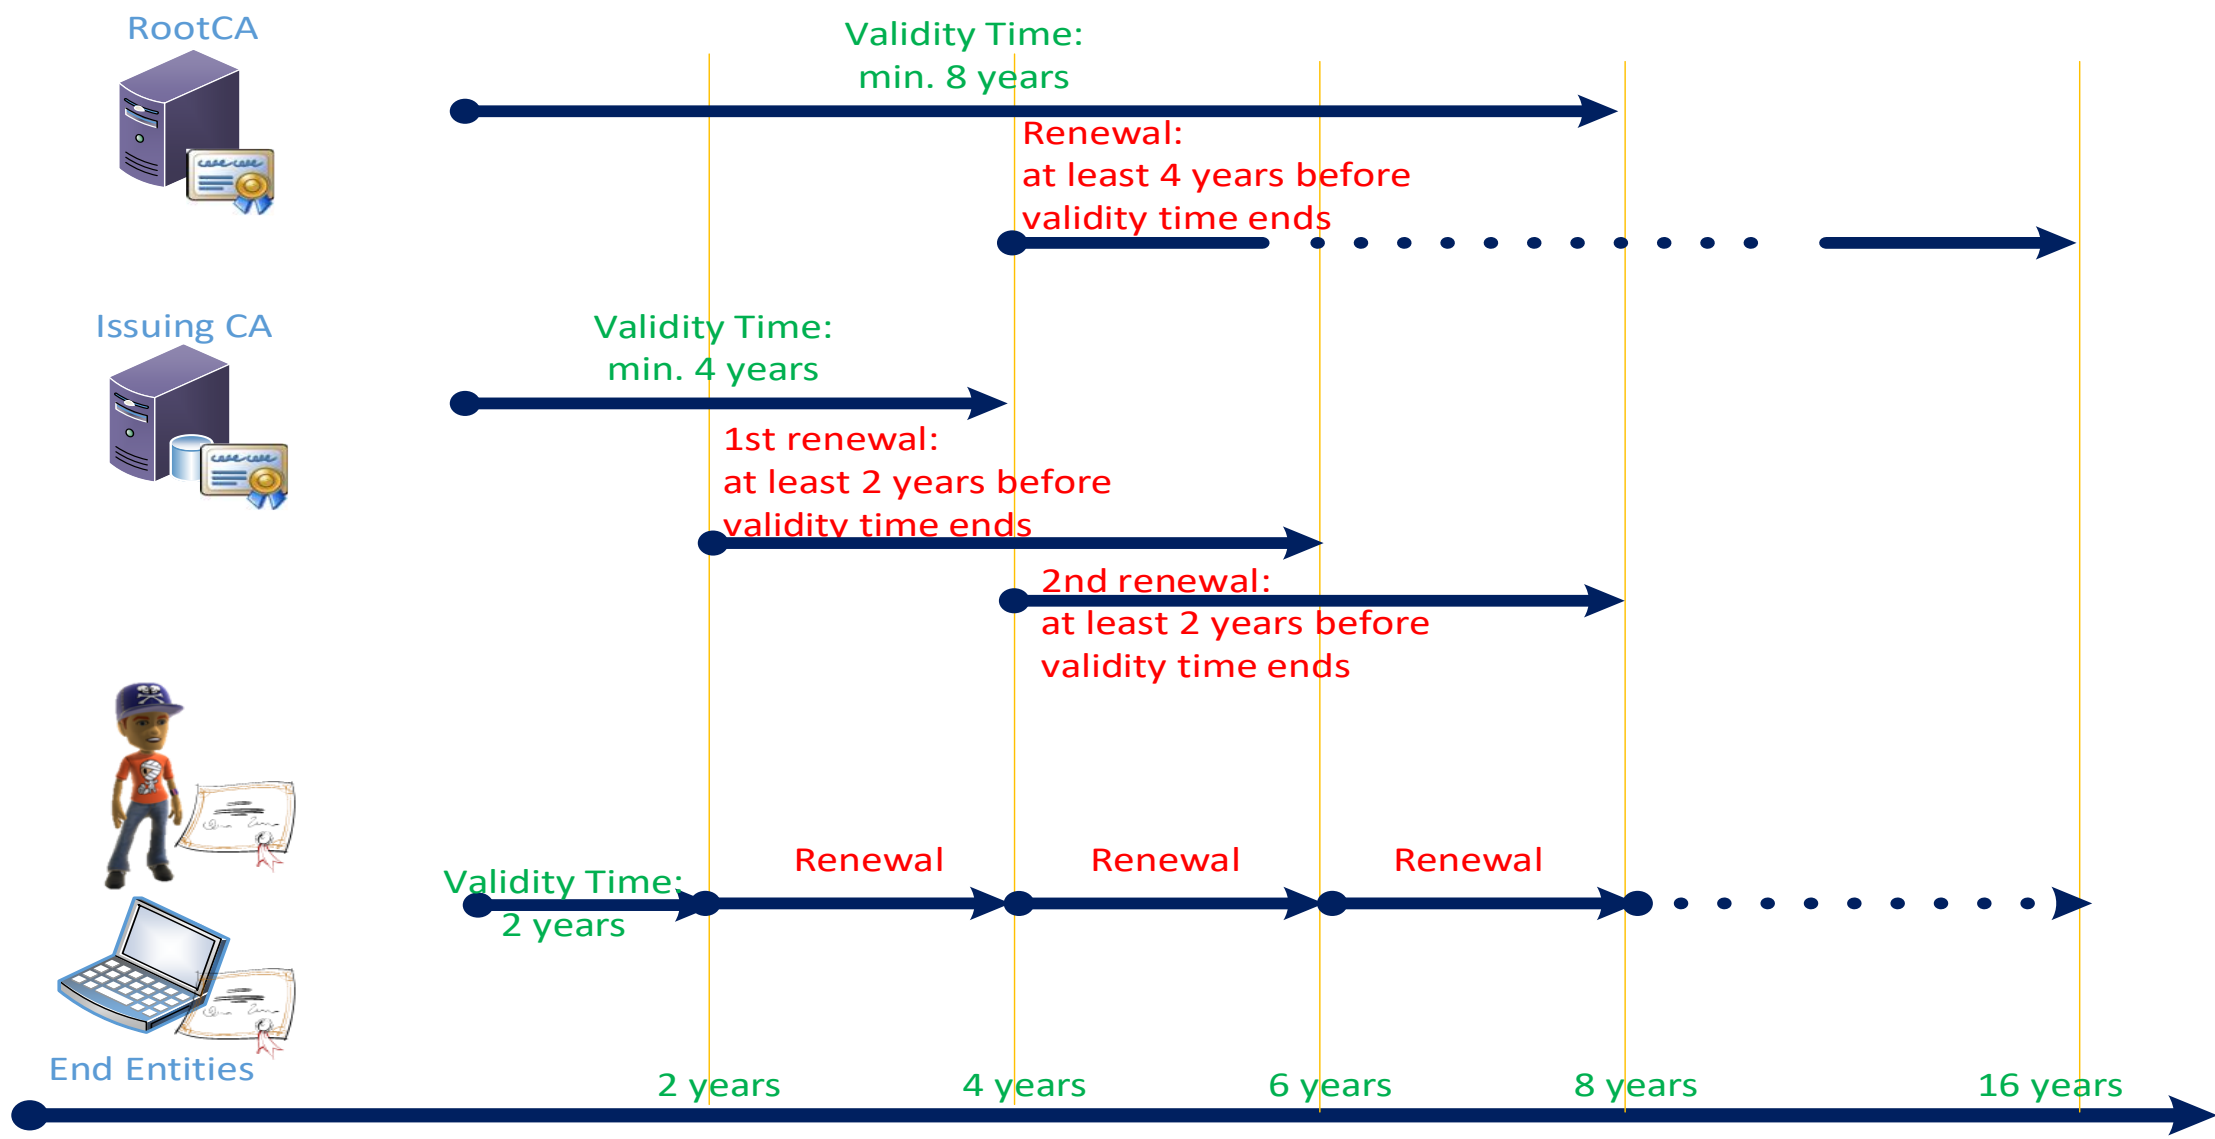 RootCA
Validity Time:
min. 8 years
Renewal:
at least 4 years before
validity time ends
Issuing CA
Validity Time:
min. 4 years
1st renewal:
at least 2 years before
validity time ends
2nd renewal:
at least 2 years before
validity time ends
Renewal
Renewal
Renewal
Validity Time:
2 years
End Entities
2 years
4 years
6 years
8 years
16 years